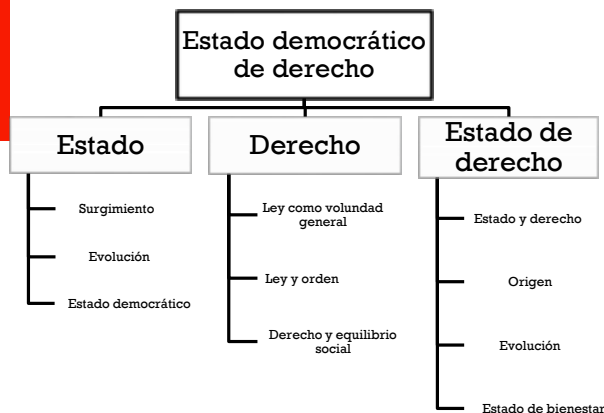 Estado democrático
de derecho
Estado
Surgimiento
Evolución
Estado democrático
Derecho
Ley como volundad
general
Ley y orden
Derecho y equilibrio
social
Estado de
derecho
Estado y derecho
Origen
Evolución
Estado de bienestar